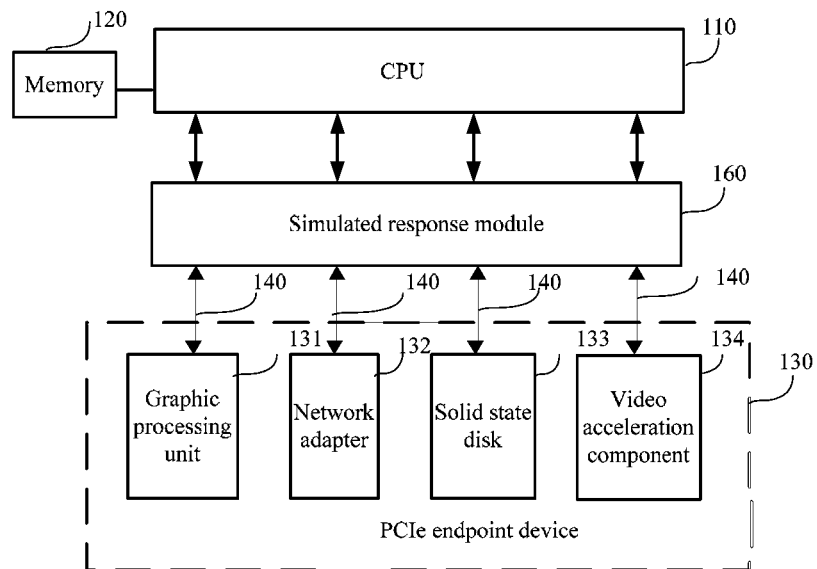 120
110
Memory
CPU
160
Simulated response module
140
140
140
140
131
132
133
134
130
Graphic
processing
unit
Network
adapter
Solid state
disk
Video
acceleration
component
PCIe endpoint device